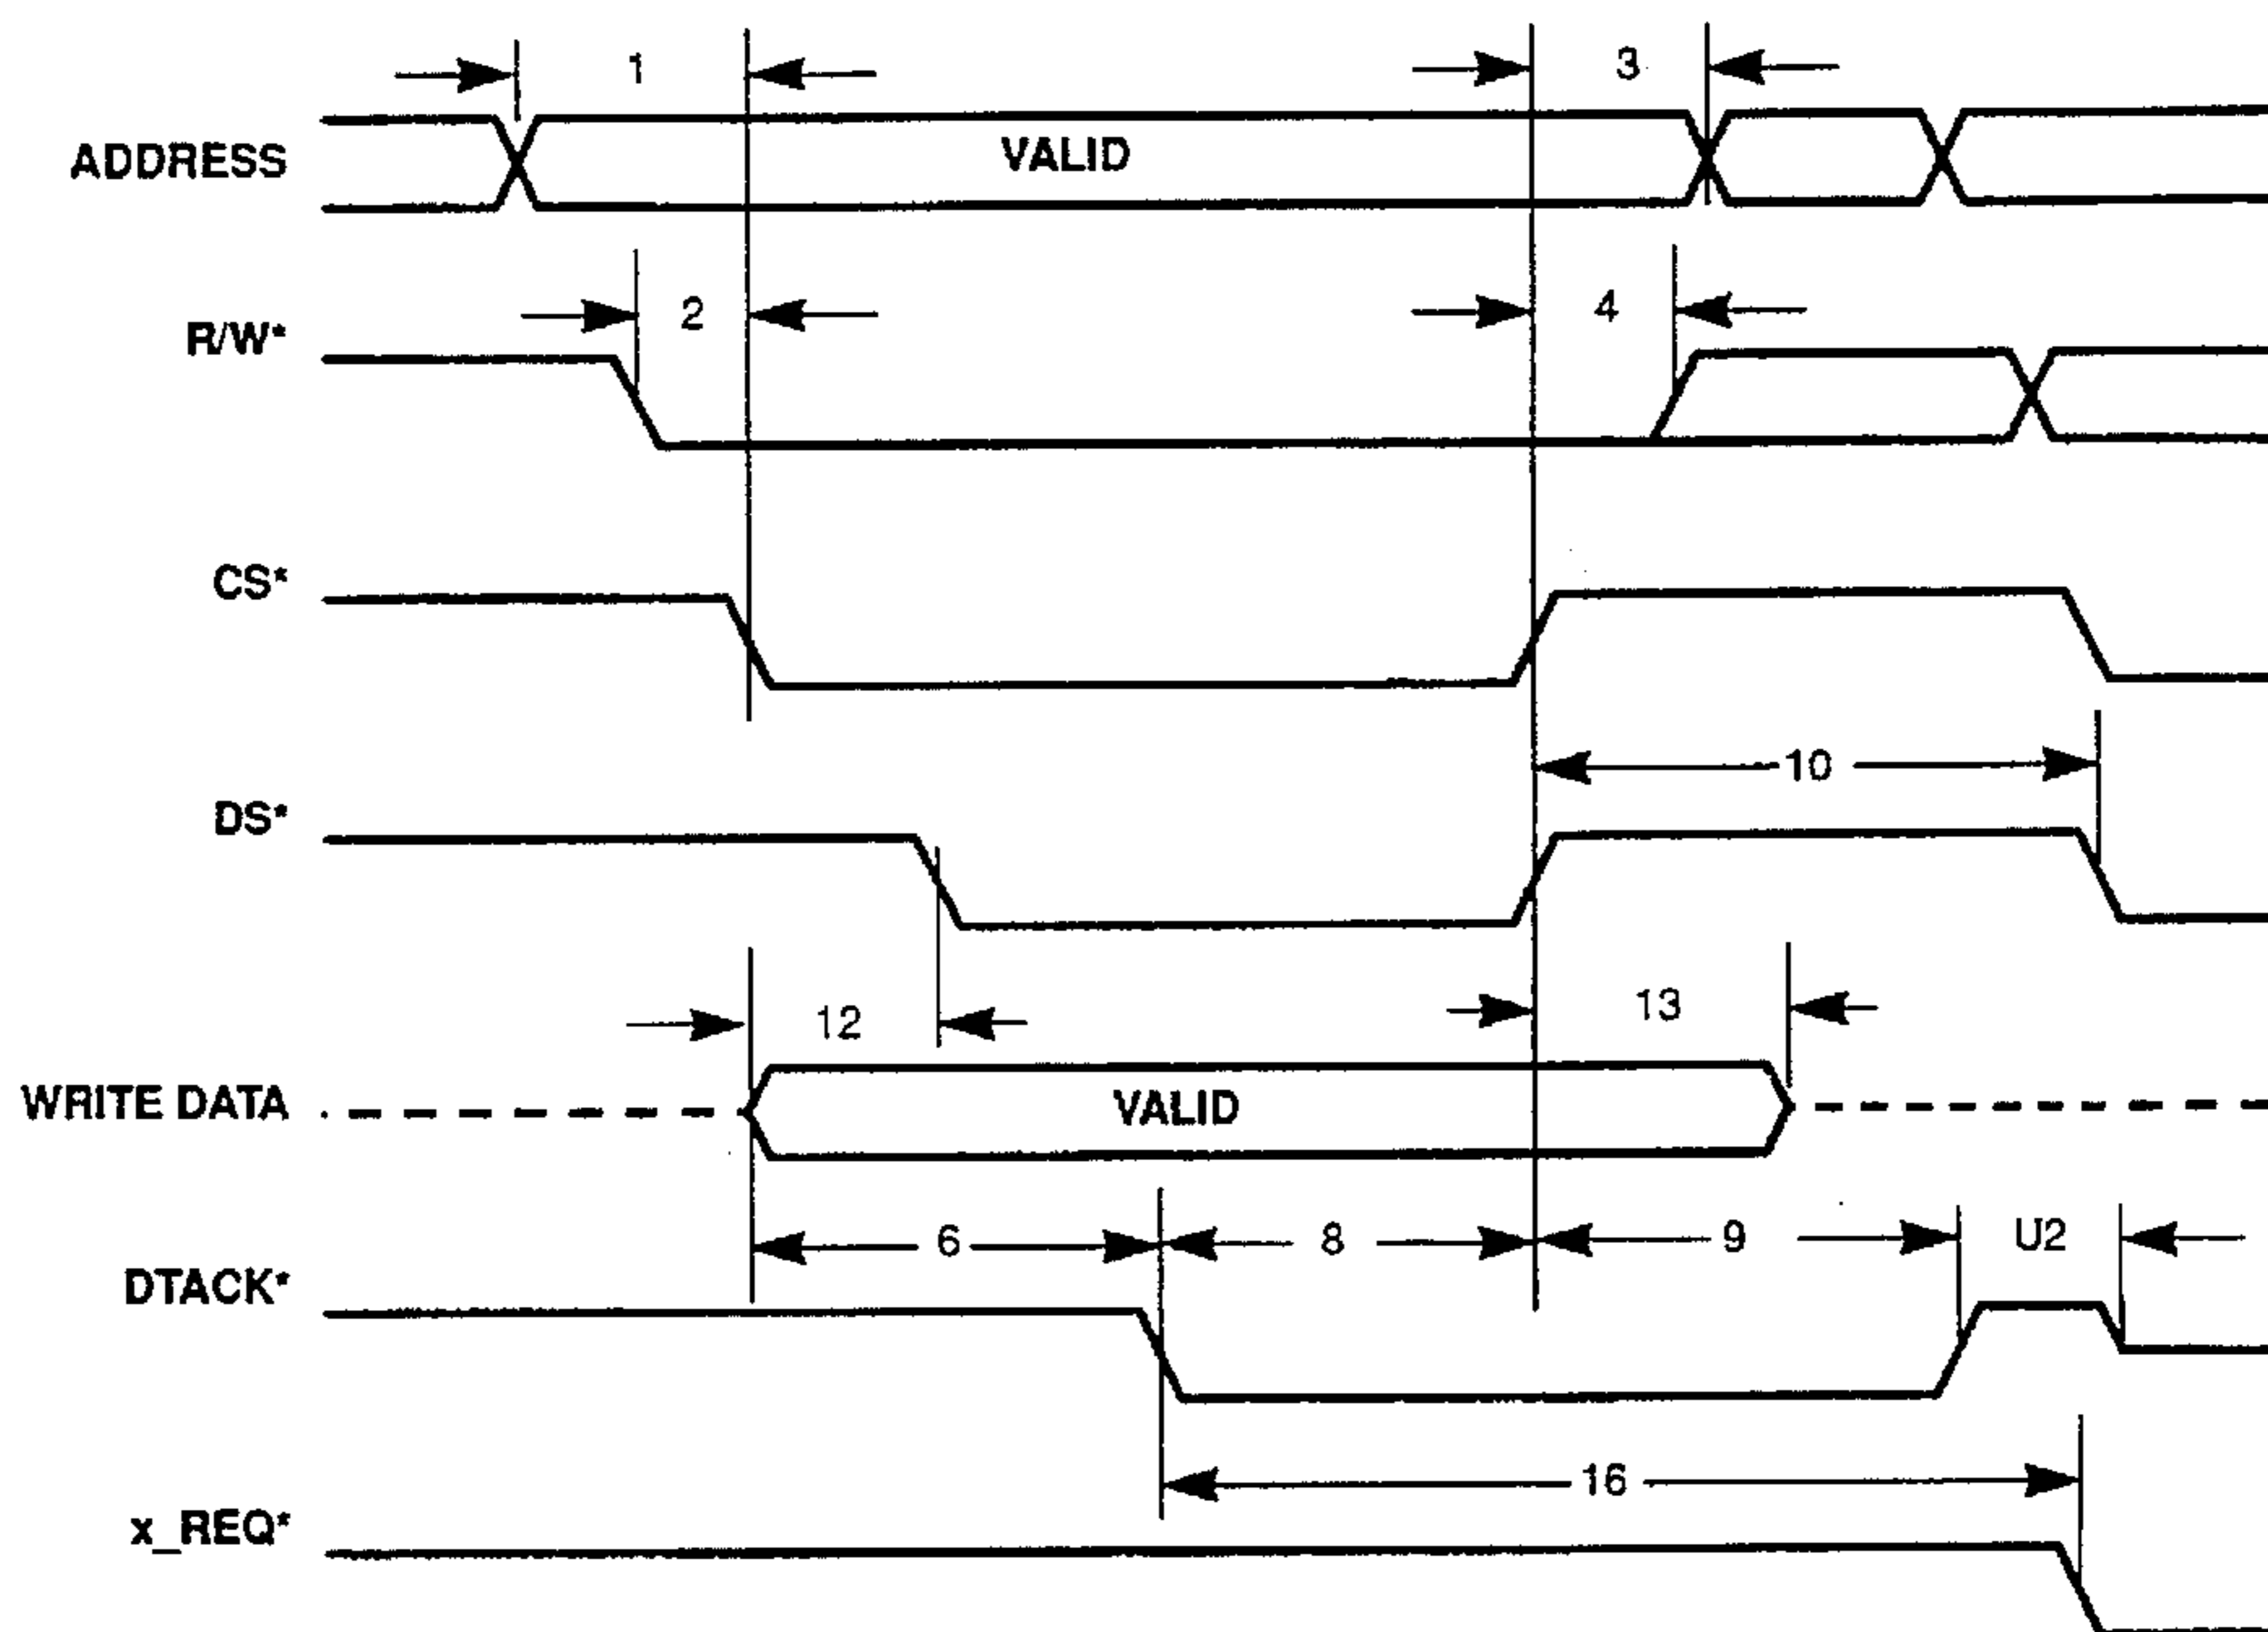 1
3
ADDRESS
VALID
2
4
R/W*
CS*
10
DS*
12
13
WRITE DATA
VALID
6
8
9
U2
DTACK*
16
x_REQ*